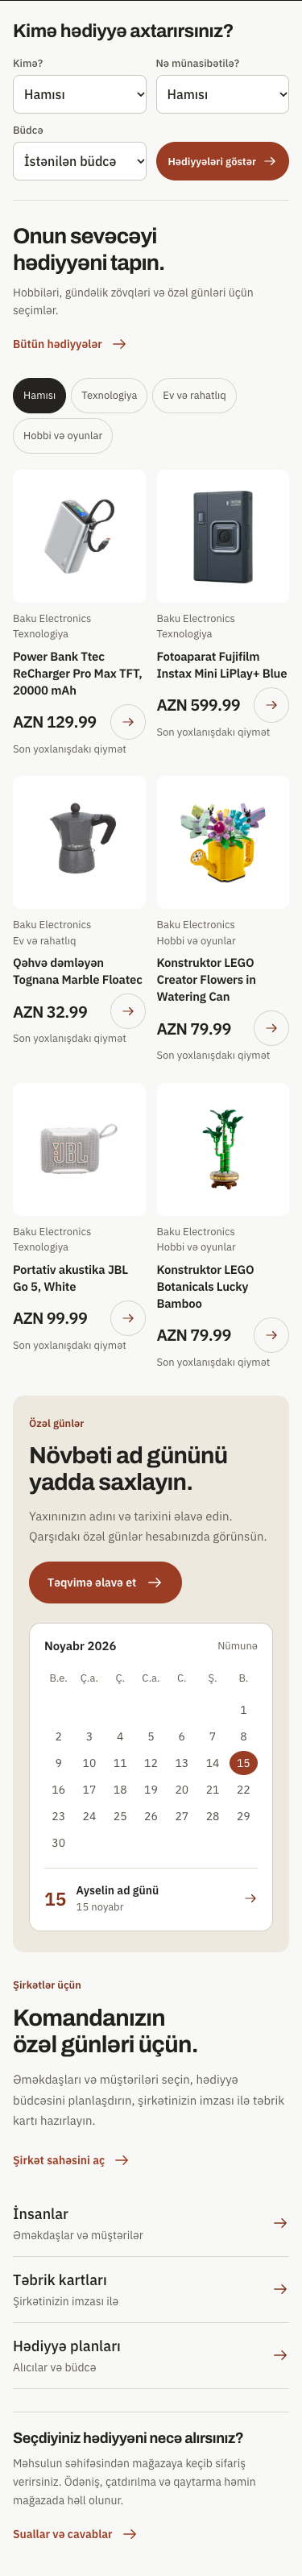 Kimə hədiyyə axtarırsınız?
Kimə?
Nə münasibətilə?
Hamısı
Hamısı
Büdcə
İstənilən büdcə
Hədiyyələri göstər →
Onun sevəcəyi
hədiyyəni tapın.
Hobbiləri, gündəlik zövqləri və özəl günləri üçün
seçimlər.
Bütün hədiyyələr →
Hamısı
Texnologiya
Ev və rahatlıq
Hobbi və oyunlar
Baku Electronics
Texnologiya
Power Bank Ttec
ReCharger Pro Max TFT,
20000 mAh
AZN 129.99 →
Son yoxlanışdakı qiymət
Baku Electronics
Texnologiya
Fotoaparat Fujifilm
Instax Mini LiPlay+ Blue
AZN 599.99 →
Son yoxlanışdakı qiymət
Baku Electronics
Ev və rahatlıq
Qəhvə dəmləyən
Tognana Marble Floatec
AZN 32.99 →
Son yoxlanışdakı qiymət
Baku Electronics
Hobbi və oyunlar
Konstruktor LEGO
Creator Flowers in
Watering Can
AZN 79.99 →
Son yoxlanışdakı qiymət
JBL
Baku Electronics
Texnologiya
Portativ akustika JBL
Go 5, White
AZN 99.99 →
Son yoxlanışdakı qiymət
Baku Electronics
Hobbi və oyunlar
Konstruktor LEGO
Botanicals Lucky
Bamboo
AZN 79.99 →
Son yoxlanışdakı qiymət
Özəl günlər
Növbəti ad gününü
yadda saxlayın.
Yaxınınızın adını və tarixini əlavə edin.
Qarşıdakı özəl günlər hesabınızda görünsün.
Təqvimə əlavə et →
Noyabr 2026
Nümunə
B.e. Ç.a. Ç. C.a. C. Ş. B.
1
2 3 4 5 6 7 8
9 10 11 12 13 14 15
16 17 18 19 20 21 22
23 24 25 26 27 28 29
30
15 Ayselin ad günü →
15 noyabr
Şirkətlər üçün
Komandanızın
özəl günləri üçün.
Əməkdaşları və müştəriləri seçin, hədiyyə
büdcəsini planlaşdırın, şirkətinizin imzası ilə təbrik
kartı hazırlayın.
Şirkət sahəsini aç →
İnsanlar
Əməkdaşlar və müştərilər
Təbrik kartları
Şirkətinizin imzası ilə
Hədiyyə planları
Alıcılar və büdcə
Seçdiyiniz hədiyyəni necə alırsınız?
Məhsulun səhifəsindən mağazaya keçib sifariş
verirsiniz. Ödəniş, çatdırılma və qaytarma həmin
mağazada həll olunur.
Suallar və cavablar →